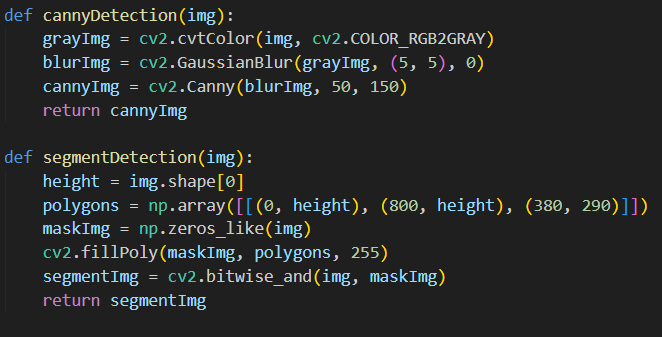 def cannyDetection(img):
    grayImg = cv2.cvtColor(img, cv2.COLOR_RGB2GRAY)
    blurImg = cv2.GaussianBlur(grayImg, (5, 5), 0)
    cannyImg = cv2.Canny(blurImg, 50, 150)
    return cannyImg

def segmentDetection(img):
    height = img.shape[0]
    polygons = np.array([[(0, height), (800, height), (380, 290)]])
    maskImg = np.zeros_like(img)
    cv2.fillPoly(maskImg, polygons, 255)
    segmentImg = cv2.bitwise_and(img, maskImg)
    return segmentImg